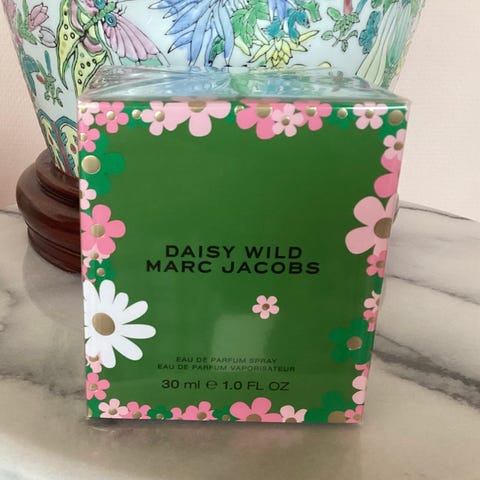 DAISY WILD
MARC JACOBS
EAU DE PARFUM SPRAY
EAU DE PARFUM VAPORISATEUR
30 ml ℮ 1.0 FL OZ